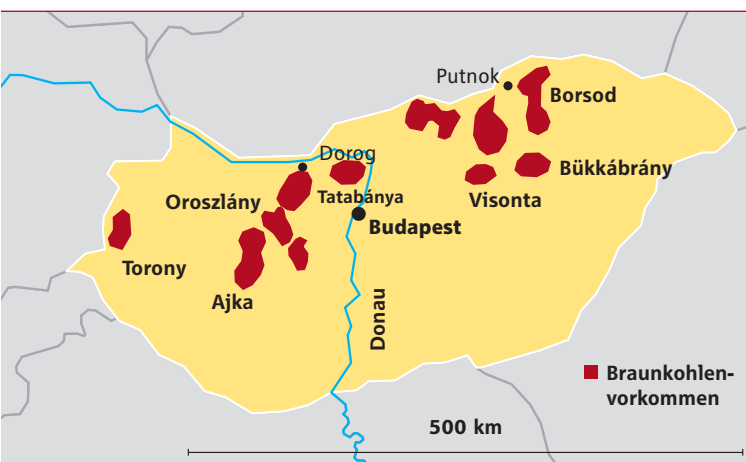 Putnok
Borsod
Dorog
Bükkábrány
Oroszlány
Tatabánya
Visonta
Budapest
Torony
Ajka
Donau
Braunkohlen-
vorkommen
500 km